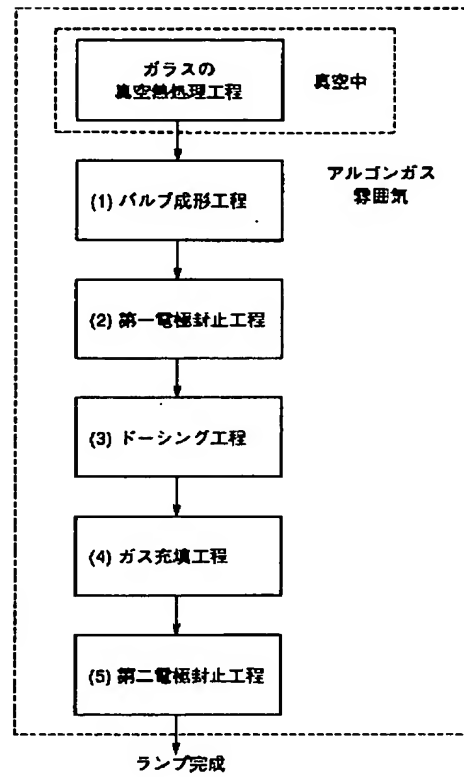 ガラスの
真空熱処理工程
真空中
アルゴンガス
雰囲気
(1) バルブ成形工程
(2) 第一電極封止工程
(3) ドーシング工程
(4) ガス充填工程
(5) 第二電極封止工程
ランプ完成